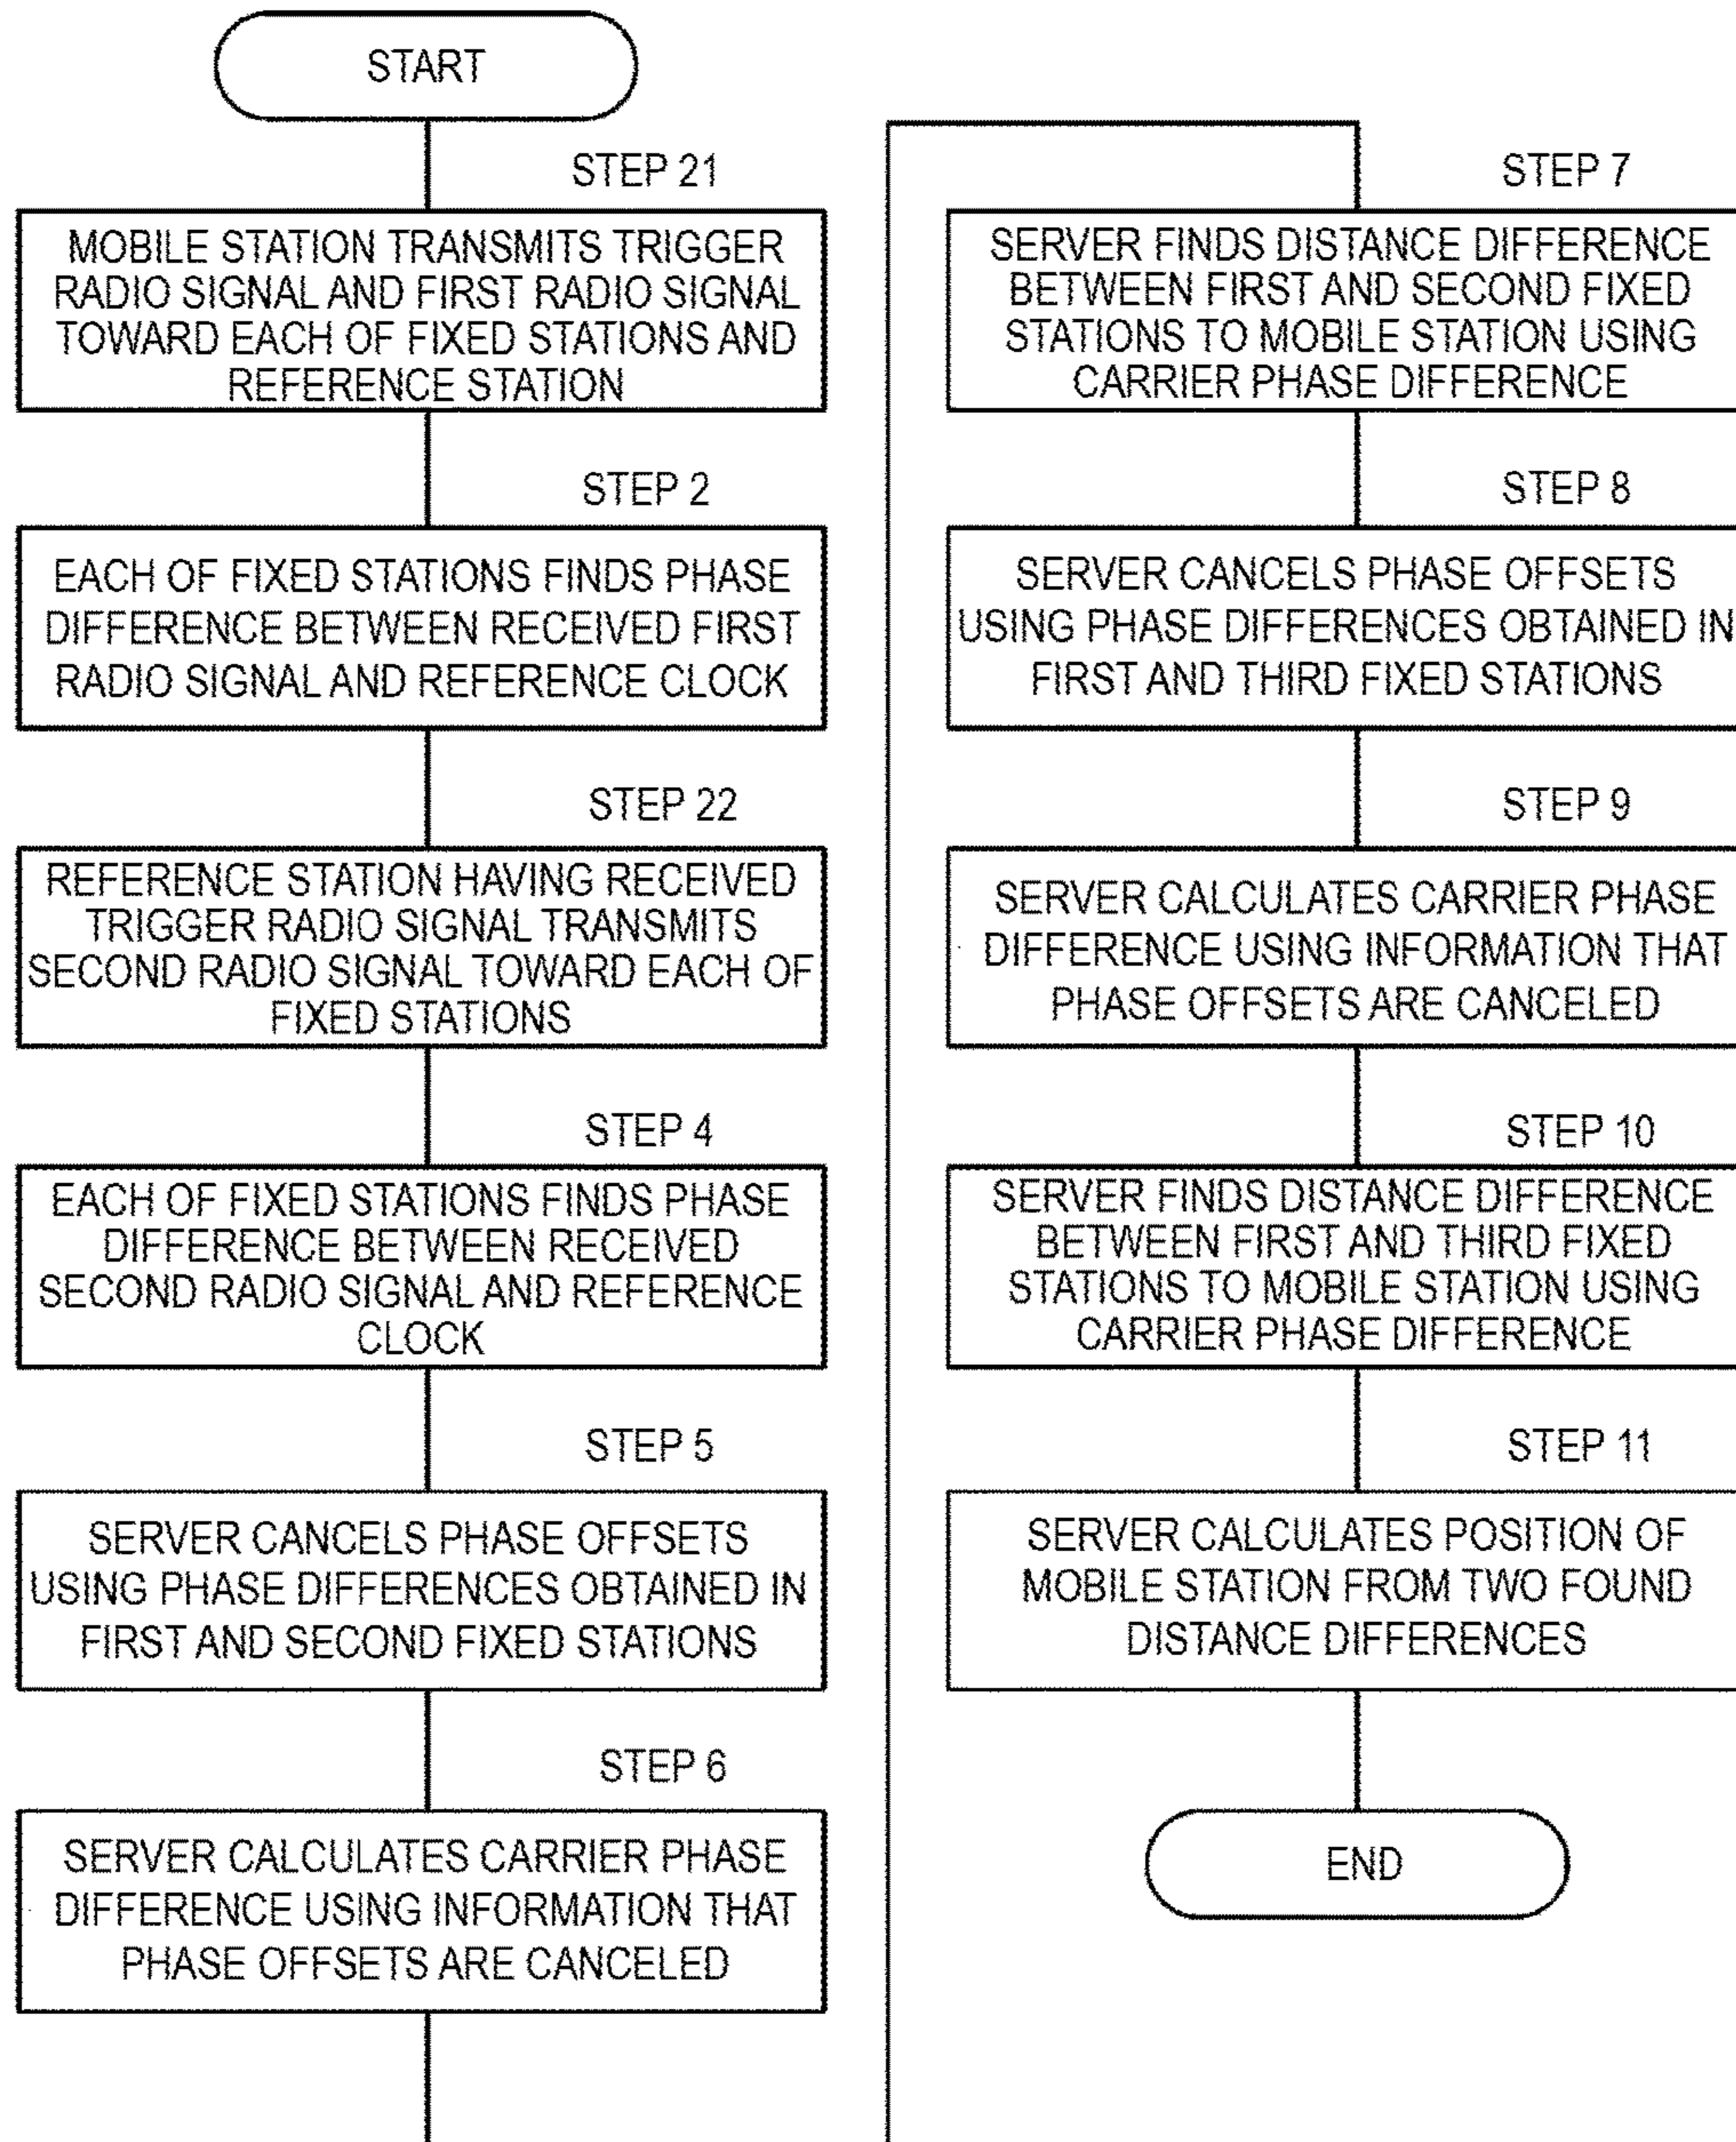 START
STEP 21
MOBILE STATION TRANSMITS TRIGGER
RADIO SIGNAL AND FIRST RADIO SIGNAL
TOWARD EACH OF FIXED STATIONS AND
REFERENCE STATION
STEP 2
EACH OF FIXED STATIONS FINDS PHASE
DIFFERENCE BETWEEN RECEIVED FIRST
RADIO SIGNAL AND REFERENCE CLOCK
STEP 22
REFERENCE STATION HAVING RECEIVED
TRIGGER RADIO SIGNAL TRANSMITS
SECOND RADIO SIGNAL TOWARD EACH OF
FIXED STATIONS
STEP 4
EACH OF FIXED STATIONS FINDS PHASE
DIFFERENCE BETWEEN RECEIVED
SECOND RADIO SIGNAL AND REFERENCE
CLOCK
STEP 5
SERVER CANCELS PHASE OFFSETS
USING PHASE DIFFERENCES OBTAINED IN
FIRST AND SECOND FIXED STATIONS
STEP 6
SERVER CALCULATES CARRIER PHASE
DIFFERENCE USING INFORMATION THAT
PHASE OFFSETS ARE CANCELED
STEP 7
SERVER FINDS DISTANCE DIFFERENCE
BETWEEN FIRST AND SECOND FIXED
STATIONS TO MOBILE STATION USING
CARRIER PHASE DIFFERENCE
STEP 8
SERVER CANCELS PHASE OFFSETS
USING PHASE DIFFERENCES OBTAINED IN
FIRST AND THIRD FIXED STATIONS
STEP 9
SERVER CALCULATES CARRIER PHASE
DIFFERENCE USING INFORMATION THAT
PHASE OFFSETS ARE CANCELED
STEP 10
SERVER FINDS DISTANCE DIFFERENCE
BETWEEN FIRST AND THIRD FIXED
STATIONS TO MOBILE STATION USING
CARRIER PHASE DIFFERENCE
STEP 11
SERVER CALCULATES POSITION OF
MOBILE STATION FROM TWO FOUND
DISTANCE DIFFERENCES
END